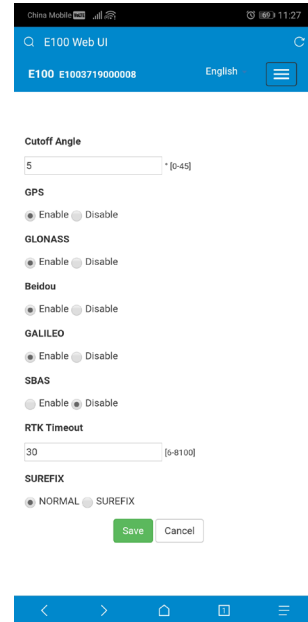 China Mobile 11:27
E100 Web UI
E100 E1003719000008 English
Cutoff Angle
5 ° [0-45]
GPS
Enable Disable
GLONASS
Enable Disable
Beidou
Enable Disable
GALILEO
Enable Disable
SBAS
Enable Disable
RTK Timeout
30 [6-8100]
SUREFIX
NORMAL SUREFIX
Save Cancel
1